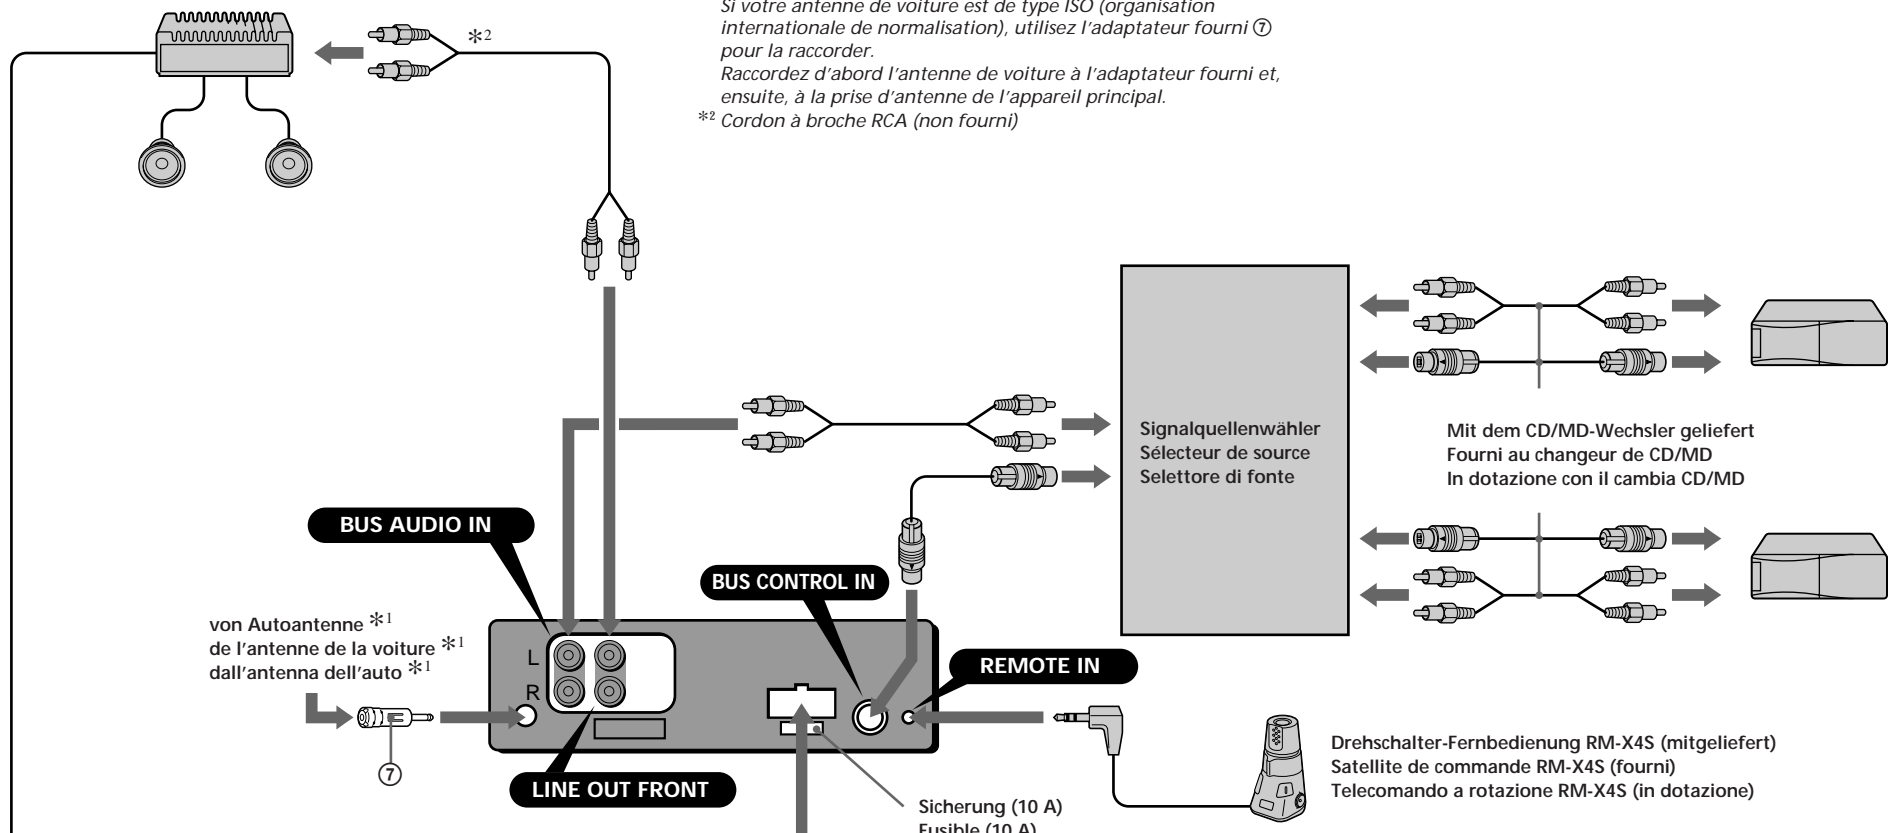 Si votre antenne de voiture est de type ISO (organisation
internationale de normalisation), utilisez l'adaptateur fourni ⑦
pour la raccorder.
Raccordez d'abord l'antenne de voiture à l'adaptateur fourni et,
ensuite, à la prise d'antenne de l'appareil principal.
*2 Cordon à broche RCA (non fourni)
*2
Signalquellenwähler
Sélecteur de source
Selettore di fonte
Mit dem CD/MD-Wechsler geliefert
Fourni au changeur de CD/MD
In dotazione con il cambia CD/MD
BUS AUDIO IN
BUS CONTROL IN
von Autoantenne *1
de l'antenne de la voiture *1
dall'antenna dell'auto *1
L
R
REMOTE IN
⑦
LINE OUT FRONT
Drehschalter-Fernbedienung RM-X4S (mitgeliefert)
Satellite de commande RM-X4S (fourni)
Telecomando a rotazione RM-X4S (in dotazione)
Sicherung (10 A)
Fusible (10 A)